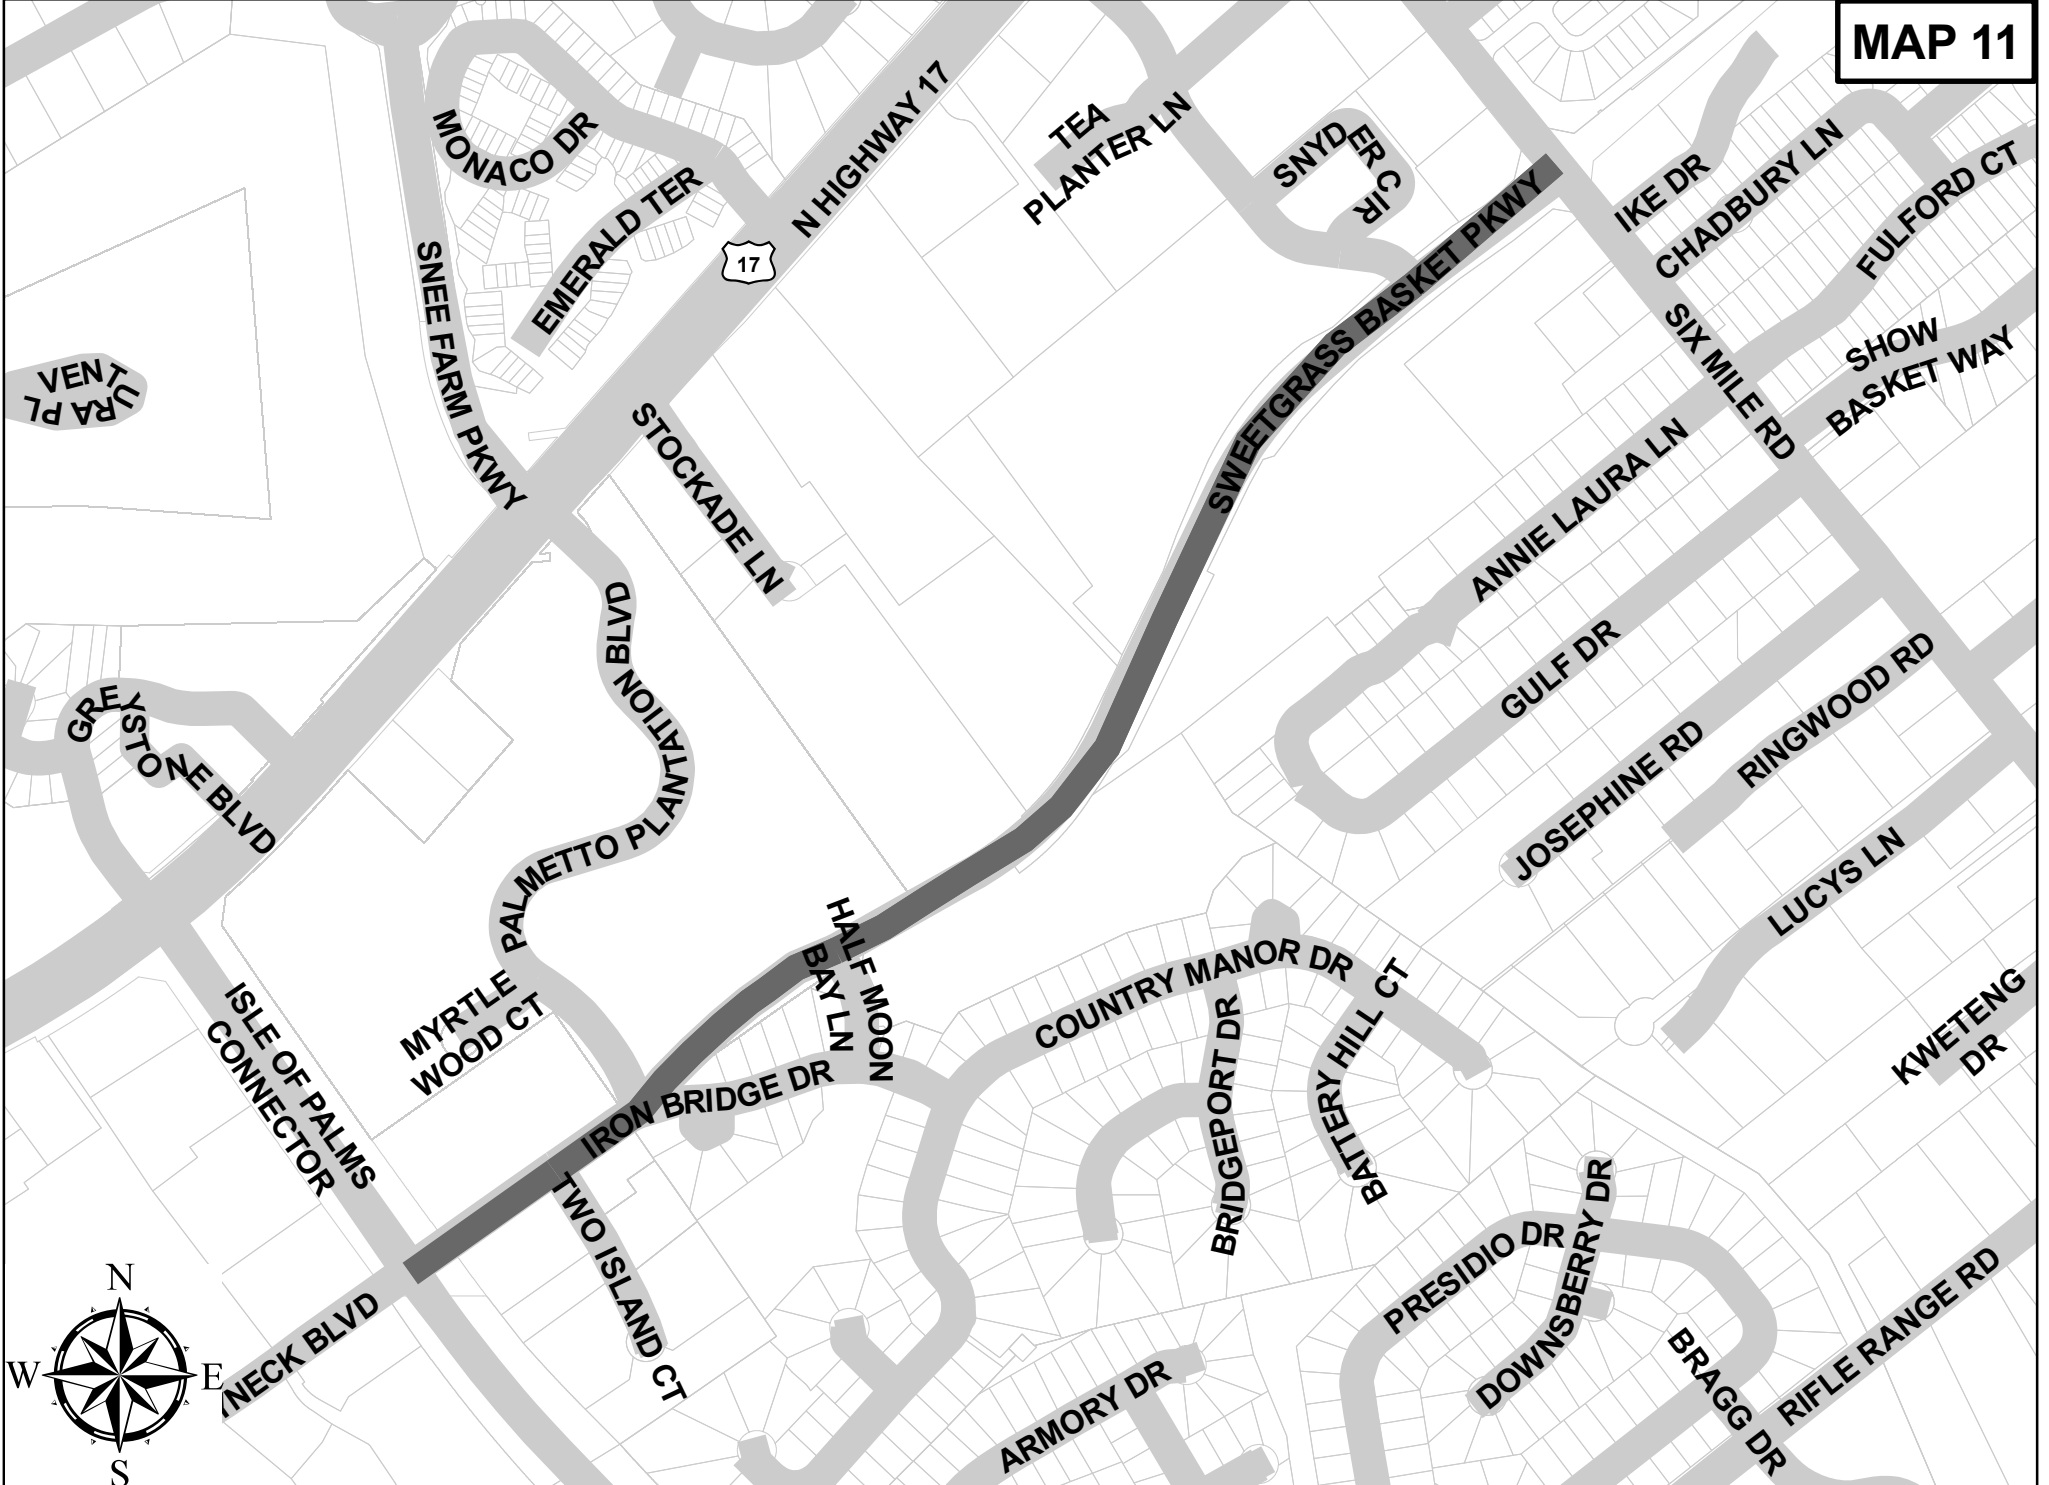 MAP 11
MONACO DR
N HIGHWAY 17
TEA
PLANTER LN
SNYDER CIR
IKE DR
CHADBURY LN
FULFORD CT
EMERALD TER
17
SNEE FARM PKWY
SWEETGRASS BASKET PKWY
SIX MILE RD
SHOW
BASKET WAY
VENTURA PL
STOCKADE LN
ANNIE LAURA LN
GULF DR
PALMETTO PLANTATION BLVD
GREYSTONE BLVD
JOSEPHINE RD
RINGWOOD RD
LUCYS LN
HALF MOON
BAY LN
MYRTLE
WOOD CT
ISLE OF PALMS
CONNECTOR
COUNTRY MANOR DR
BRIDGEPORT DR
BATTERY HILL CT
KWETENG
DR
IRON BRIDGE DR
TWO ISLAND CT
PRESIDIO DR
DOWNSBERRY DR
BRAGG DR
RIFLE RANGE RD
ARMORY DR
NECK BLVD
N
W
E
S